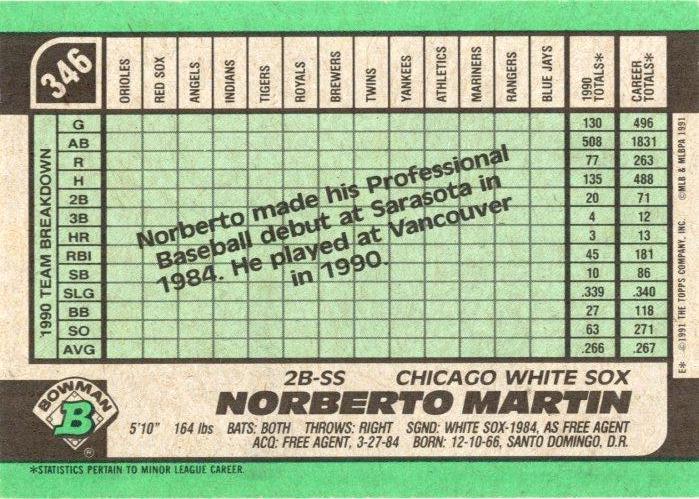 346
ORIOLES RED SOX ANGELS INDIANS TIGERS ROYALS BREWERS TWINS YANKEES ATHLETICS MARINERS RANGERS BLUE JAYS 1990 TOTALS* CAREER TOTALS*
1990 TEAM BREAKDOWN
G 130 496
AB 508 1831
R 77 263
H 135 488
2B 20 71
3B 4 12
HR 3 13
RBI 45 181
SB 10 86
SLG .339 .340
BB 27 118
SO 63 271
AVG .266 .267
Norberto made his Professional
Baseball debut at Sarasota in
1984. He played at Vancouver
in 1990.
E* ©1991 THE TOPPS COMPANY, INC. ©MLB & MLBPA 1991
BOWMAN
B
®
2B-SS CHICAGO WHITE SOX
NORBERTO MARTIN
5'10" 164 lbs BATS: BOTH THROWS: RIGHT SGND: WHITE SOX-1984, AS FREE AGENT
ACQ: FREE AGENT, 3-27-84 BORN: 12-10-66, SANTO DOMINGO, D.R.
*STATISTICS PERTAIN TO MINOR LEAGUE CAREER.